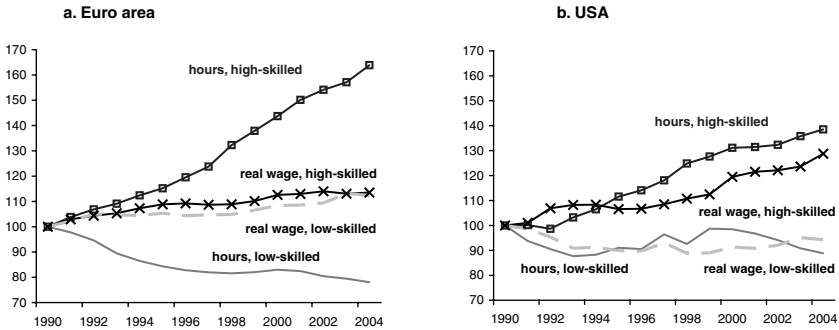 a. Euro area
170
160
150
140
130
120
110
100
90
80
70
hours, high-skilled
real wage, high-skilled
real wage, low-skilled
hours, low-skilled
1990 1992 1994 1996 1998 2000 2002 2004
b. USA
170
160
150
140
130
120
110
100
90
80
70
hours, high-skilled
real wage, high-skilled
hours, low-skilled
real wage, low-skilled
1990 1992 1994 1996 1998 2000 2002 2004